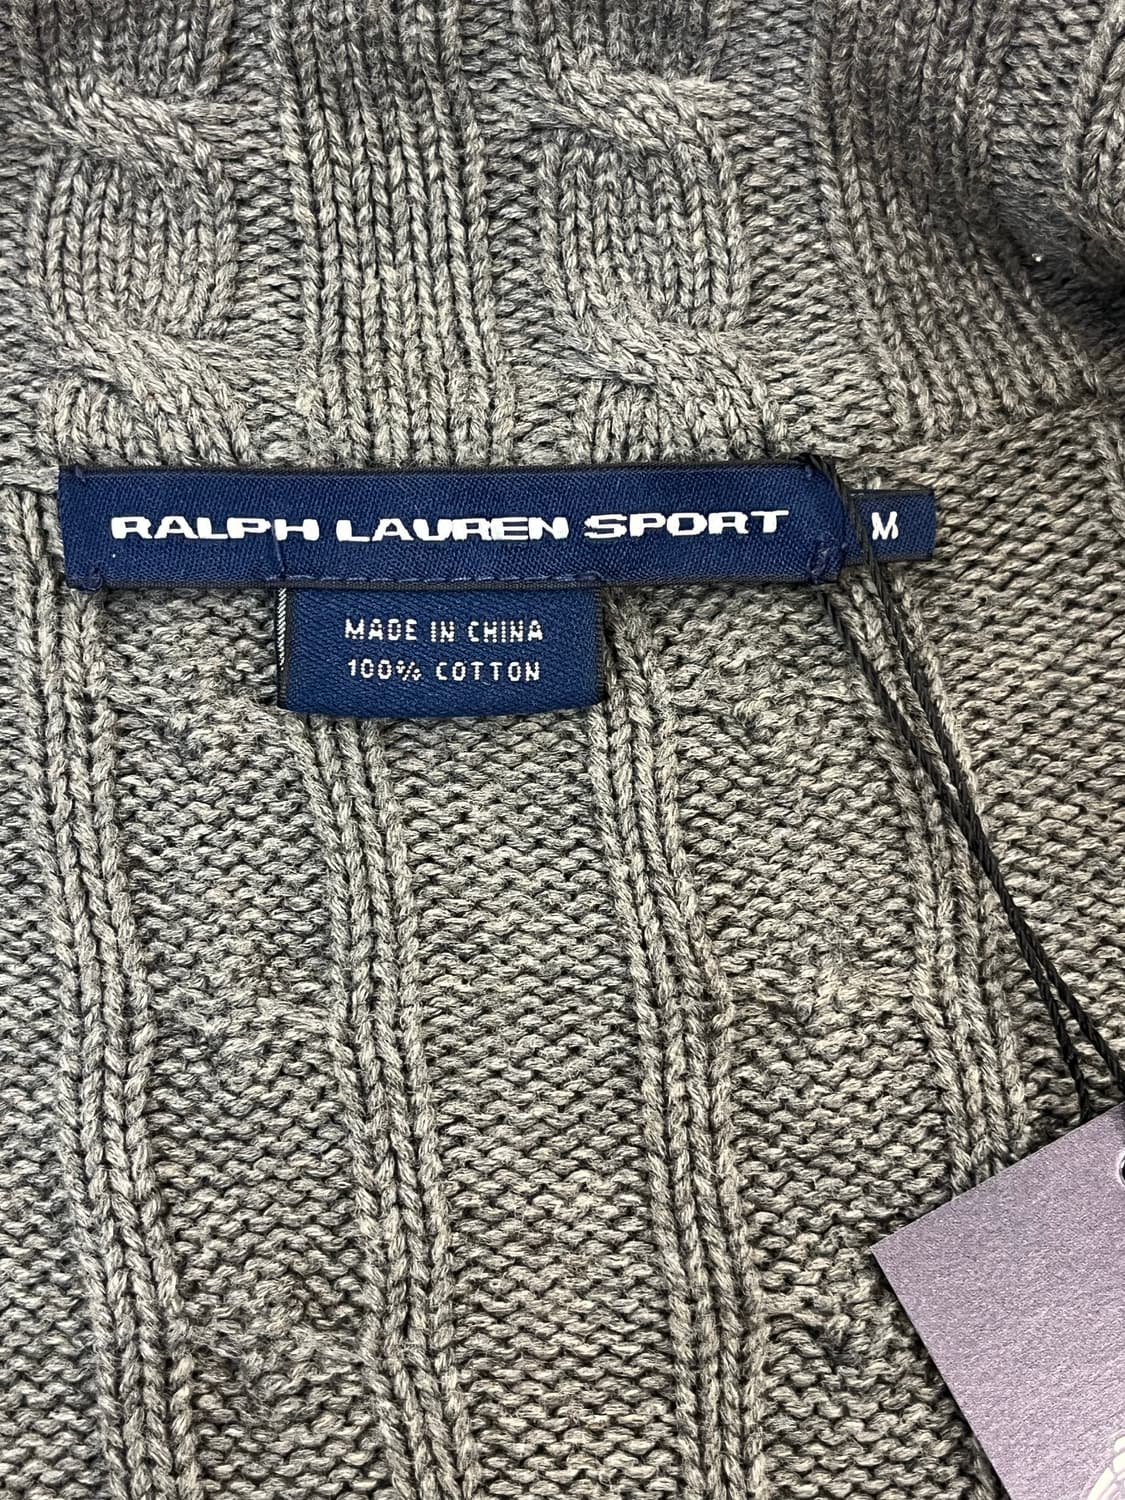 RALPH LAUREN SPORT M
MADE IN CHINA
100% COTTON